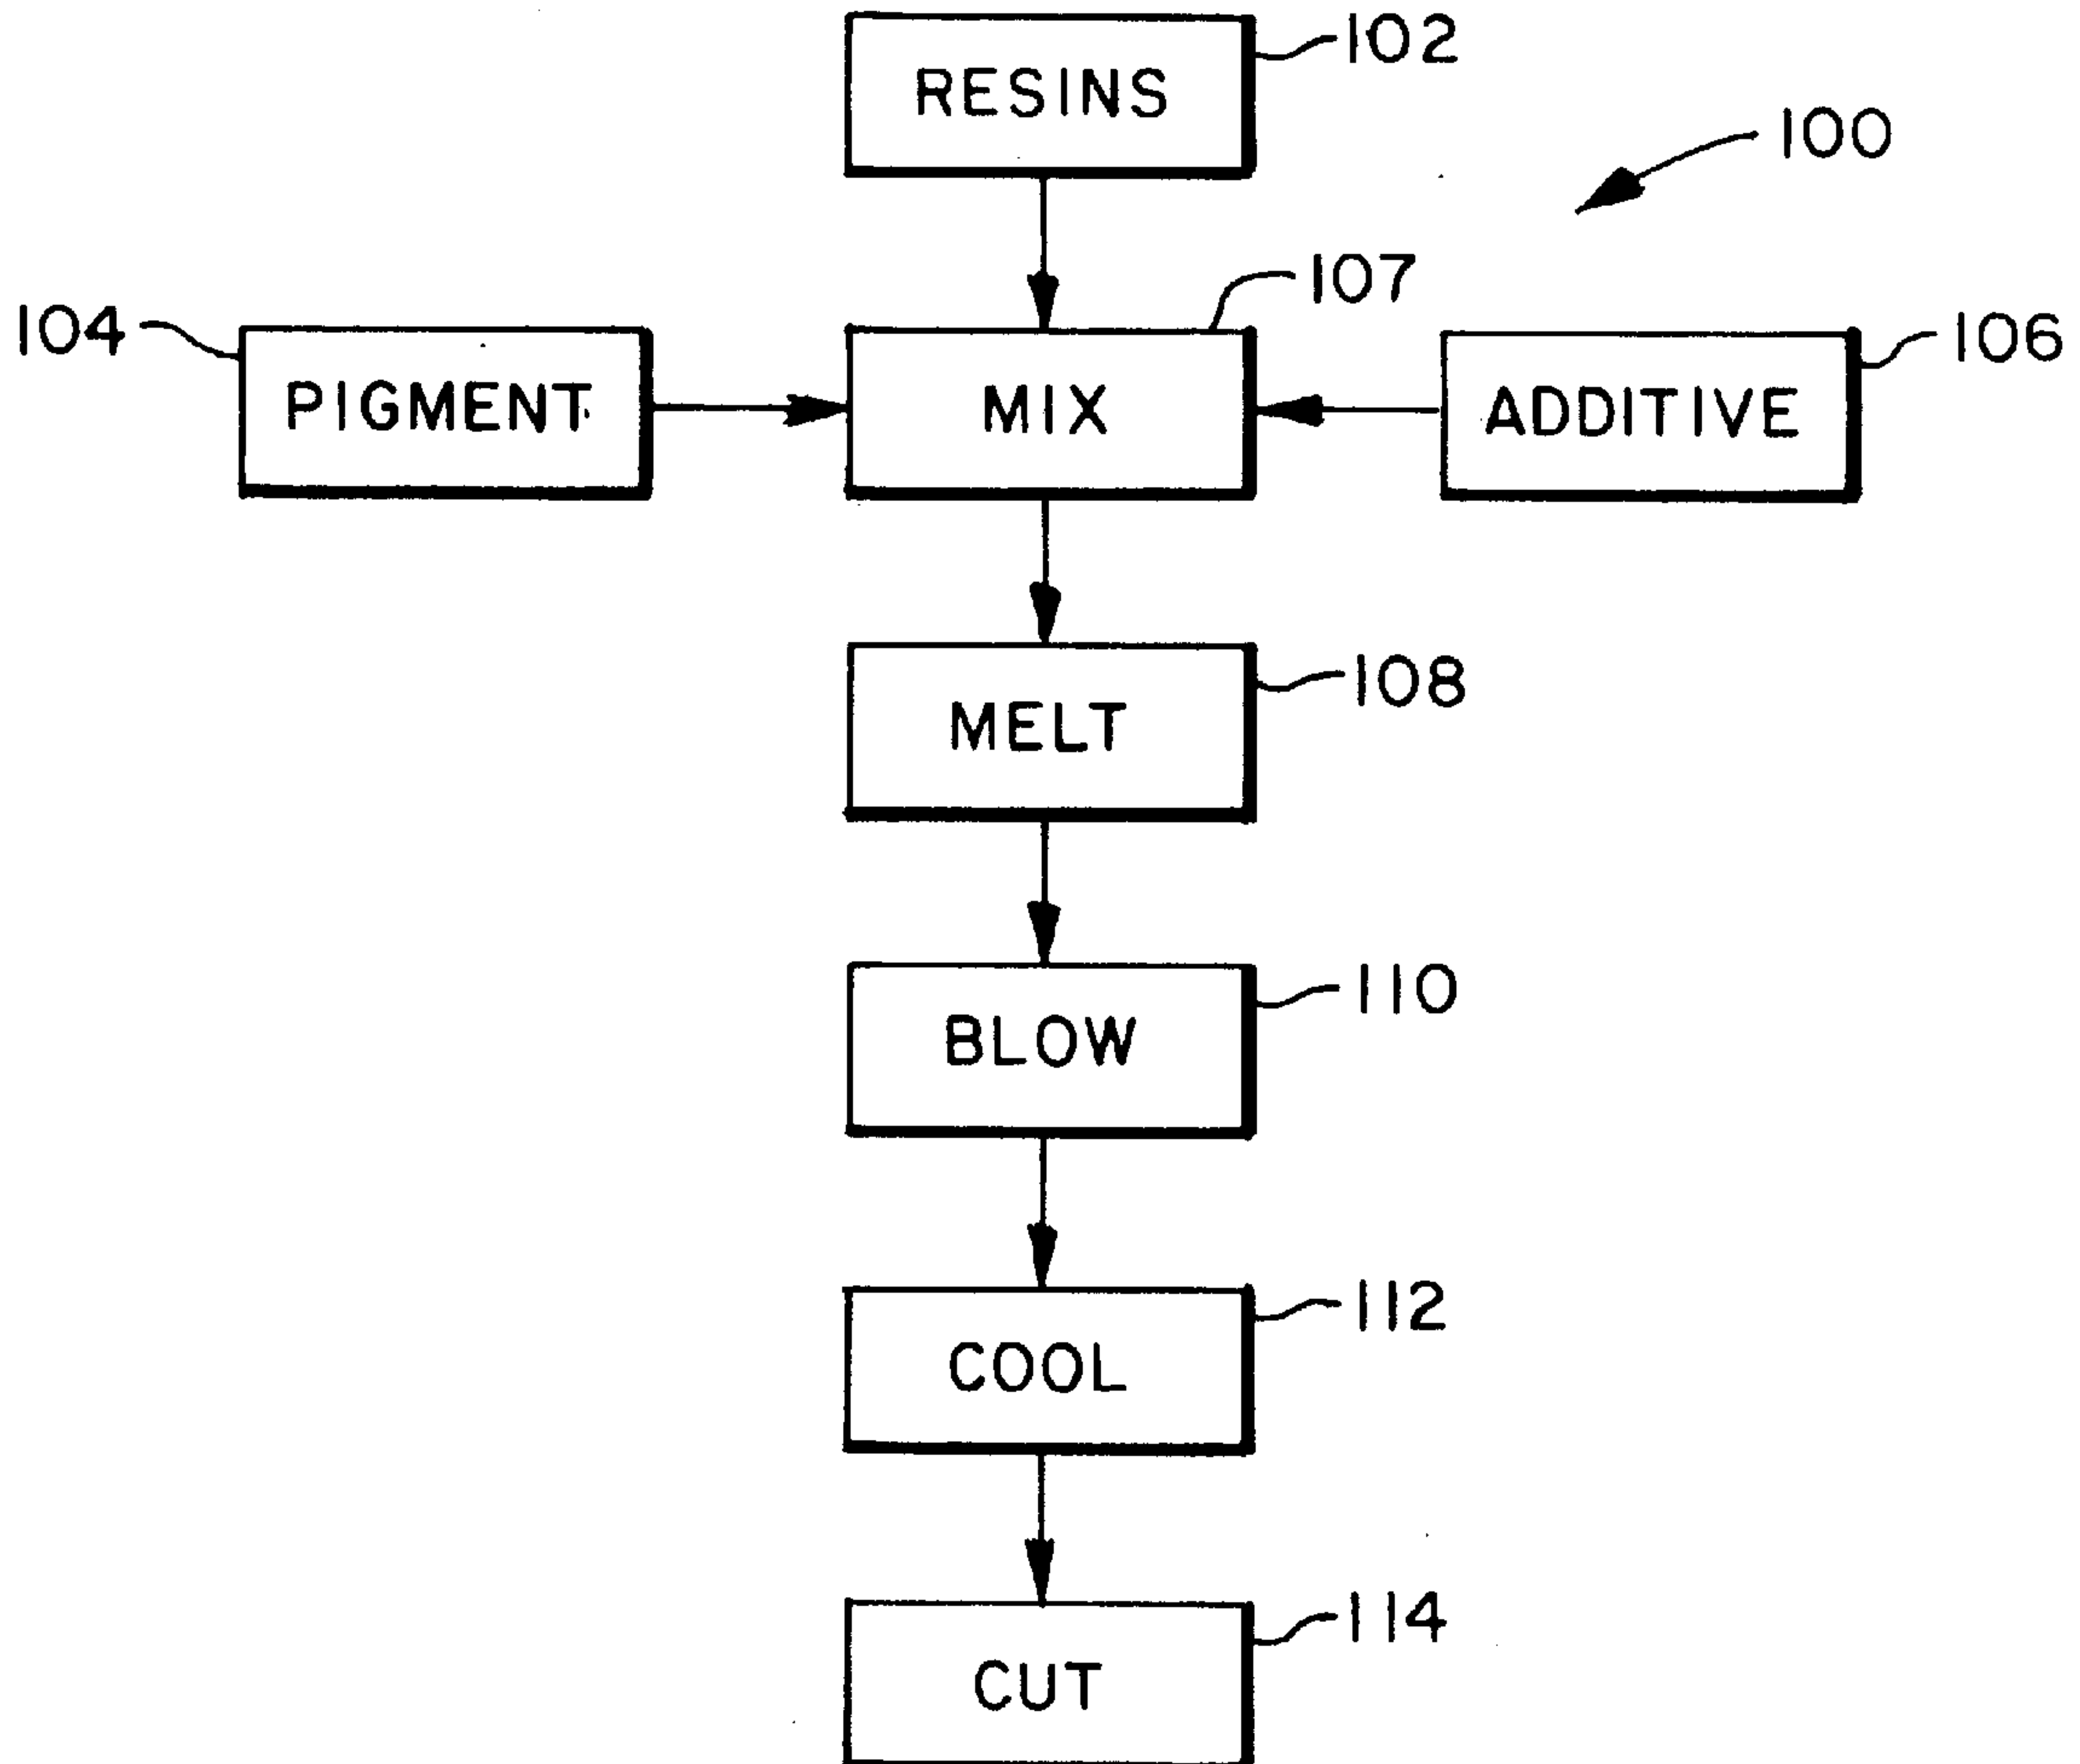 102
RESINS
100
107
104
106
PIGMENT
MIX
ADDITIVE
108
MELT
110
BLOW
112
COOL
114
CUT